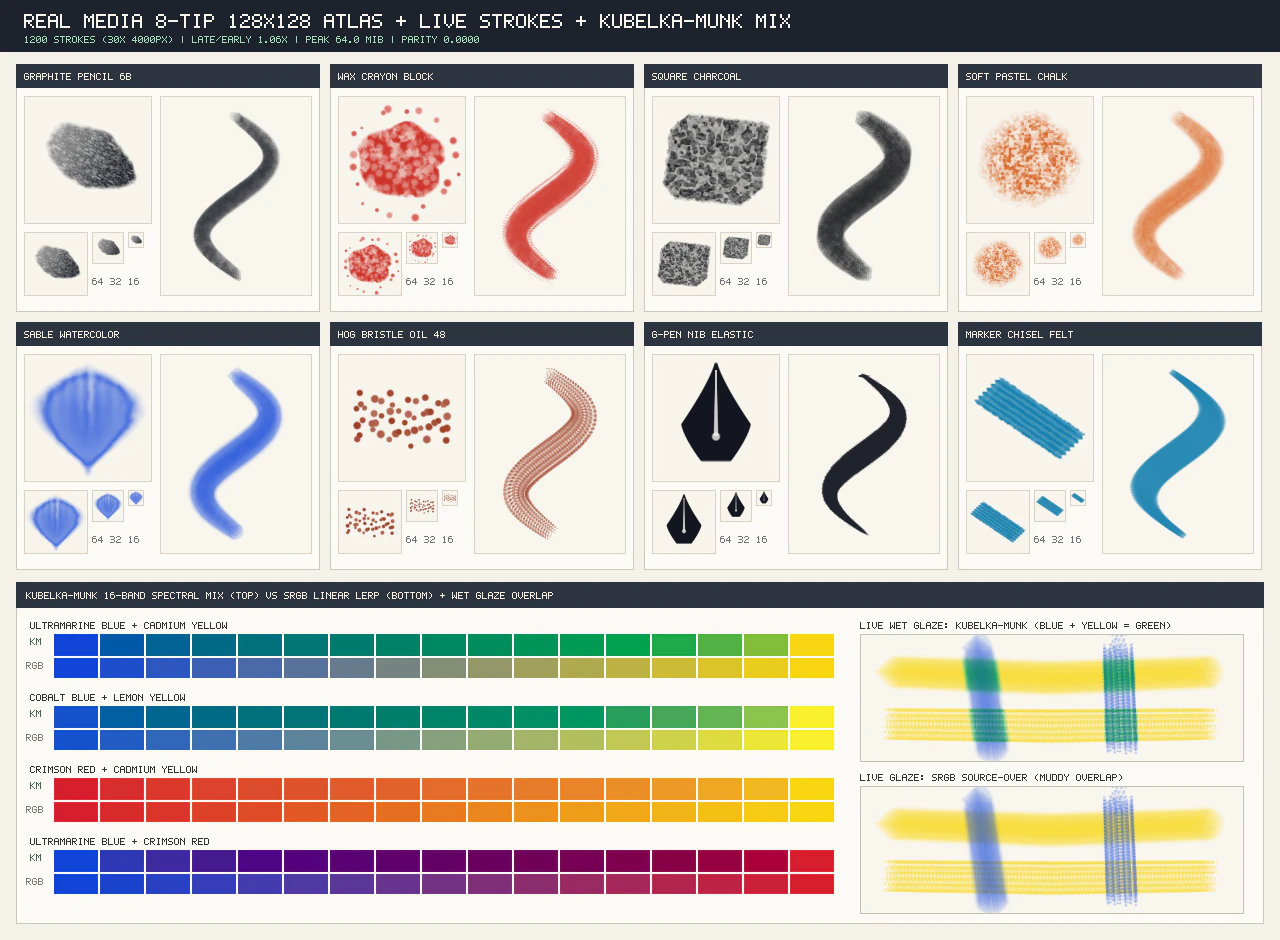 REAL MEDIA 8-TIP 128X128 ATLAS + LIVE STROKES + KUBELKA-MUNK MIX
1200 STROKES (30X 4000PX) | LATE/EARLY 1.06X | PEAK 64.0 MIB | PARITY 0.0000
GRAPHITE PENCIL 6B
WAX CRAYON BLOCK
SQUARE CHARCOAL
SOFT PASTEL CHALK
64 32 16
64 32 16
64 32 16
64 32 16
SABLE WATERCOLOR
HOG BRISTLE OIL 48
G-PEN NIB ELASTIC
MARKER CHISEL FELT
64 32 16
64 32 16
64 32 16
64 32 16
KUBELKA-MUNK 16-BAND SPECTRAL MIX (TOP) VS SRGB LINEAR LERP (BOTTOM) + WET GLAZE OVERLAP
ULTRAMARINE BLUE + CADMIUM YELLOW
KM
RGB
COBALT BLUE + LEMON YELLOW
KM
RGB
CRIMSON RED + CADMIUM YELLOW
KM
RGB
ULTRAMARINE BLUE + CRIMSON RED
KM
RGB
LIVE WET GLAZE: KUBELKA-MUNK (BLUE + YELLOW = GREEN)
LIVE GLAZE: SRGB SOURCE-OVER (MUDDY OVERLAP)